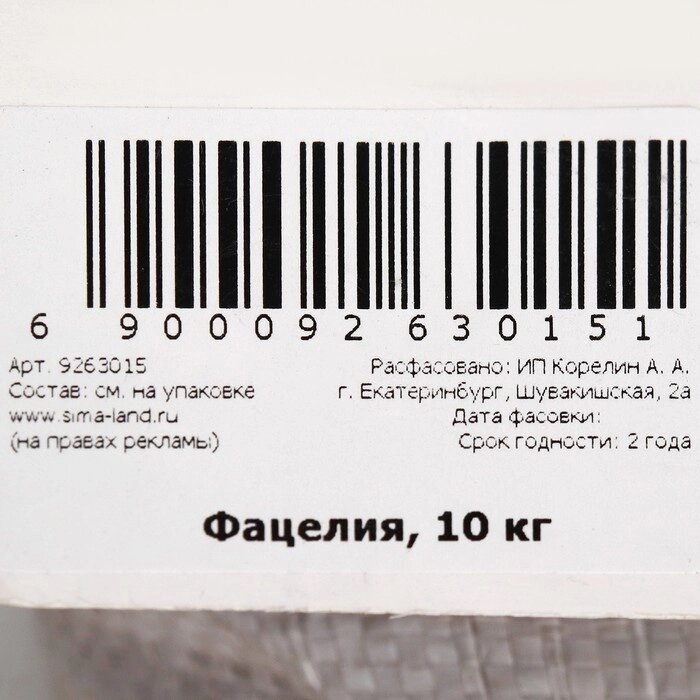 6 900092 630151
Арт. 9263015
Состав: см. на упаковке
www.sima-land.ru
(на правах рекламы)
Расфасовано: ИП Корелин А. А.
г. Екатеринбург, Шувакишская, 2а
Дата фасовки:
Срок годности: 2 года
Фацелия, 10 кг